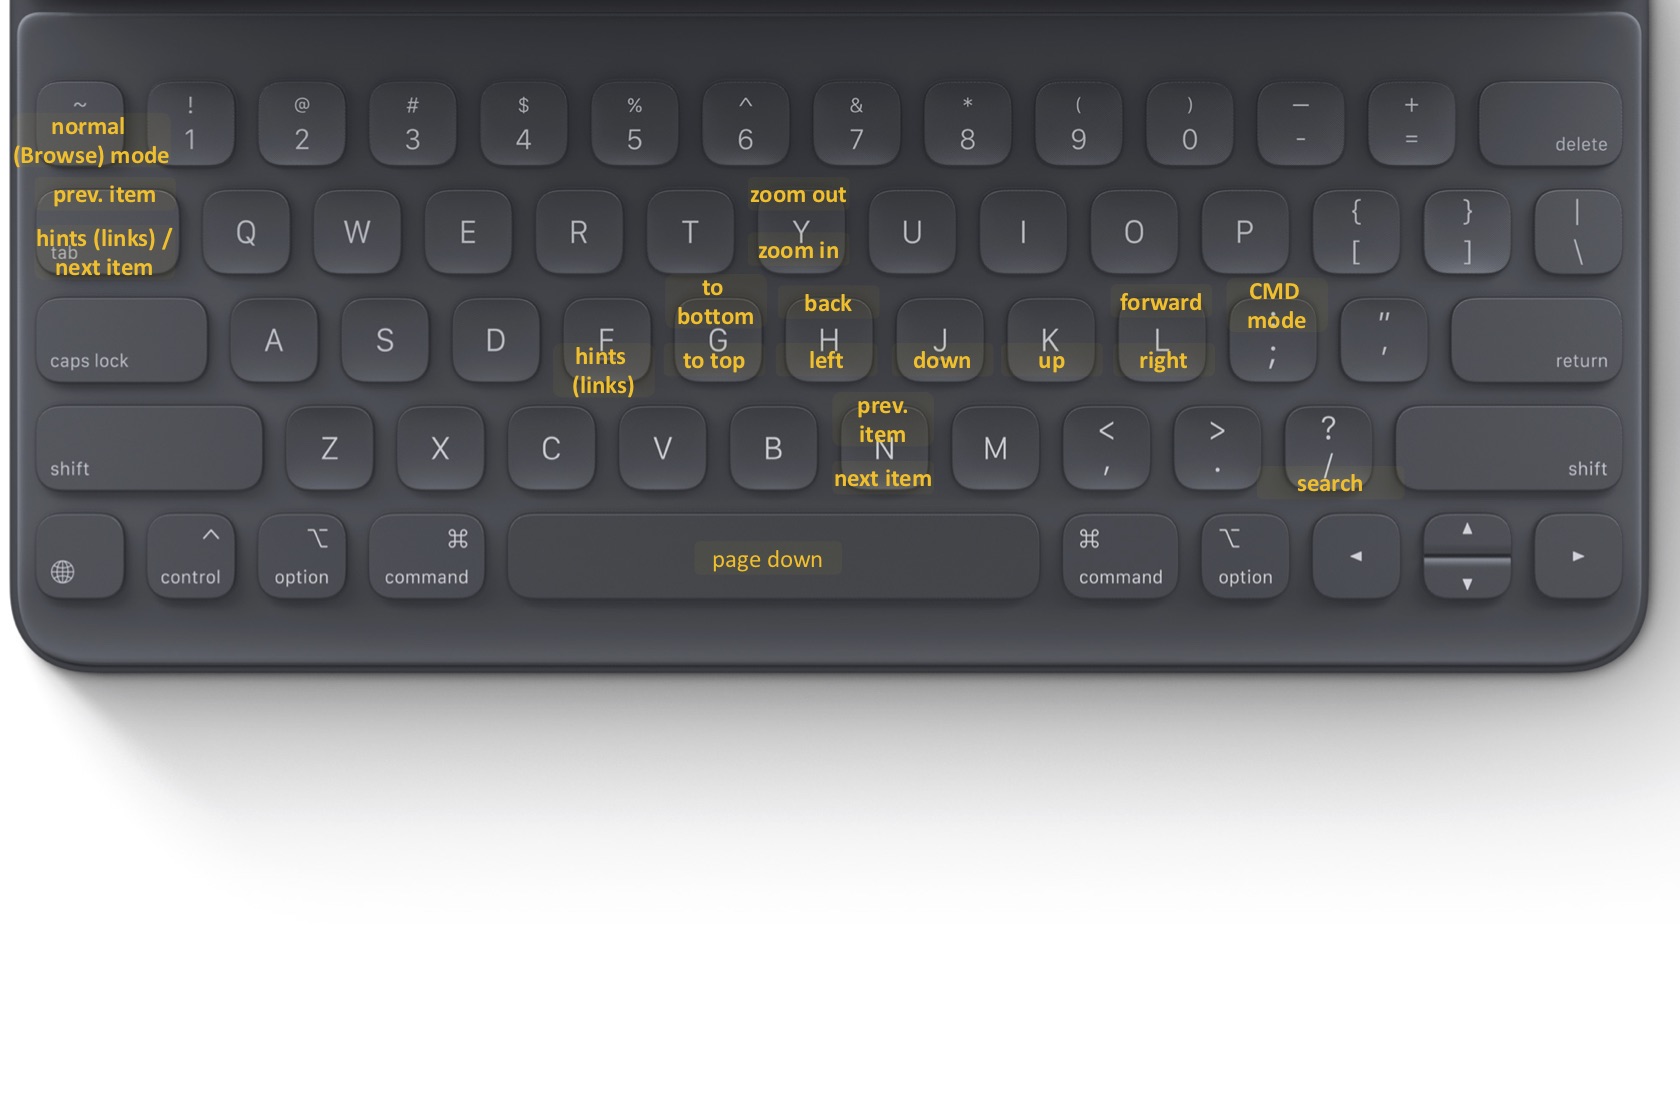 ~ ! @ # $ % ^ & * ( ) — +
normal
(Browse) mode
1 2 3 4 5 6 7 8 9 0 - = delete
prev. item
hints (links) /
tab
next item
Q W E R T
zoom out
Y
zoom in
U I O P { [ } ] | \
caps lock A S D F
hints
(links)
to
bottom
G
to top
back
H
left
J
down
K
up
forward
L
right
CMD
mode
: ;
" '
return
shift Z X C V B
prev.
item
N
next item
M < , > . ? /
search
shift
^ control
⌥ option
⌘ command
page down
⌘ command
⌥ option
◄ ▲ ▼ ►